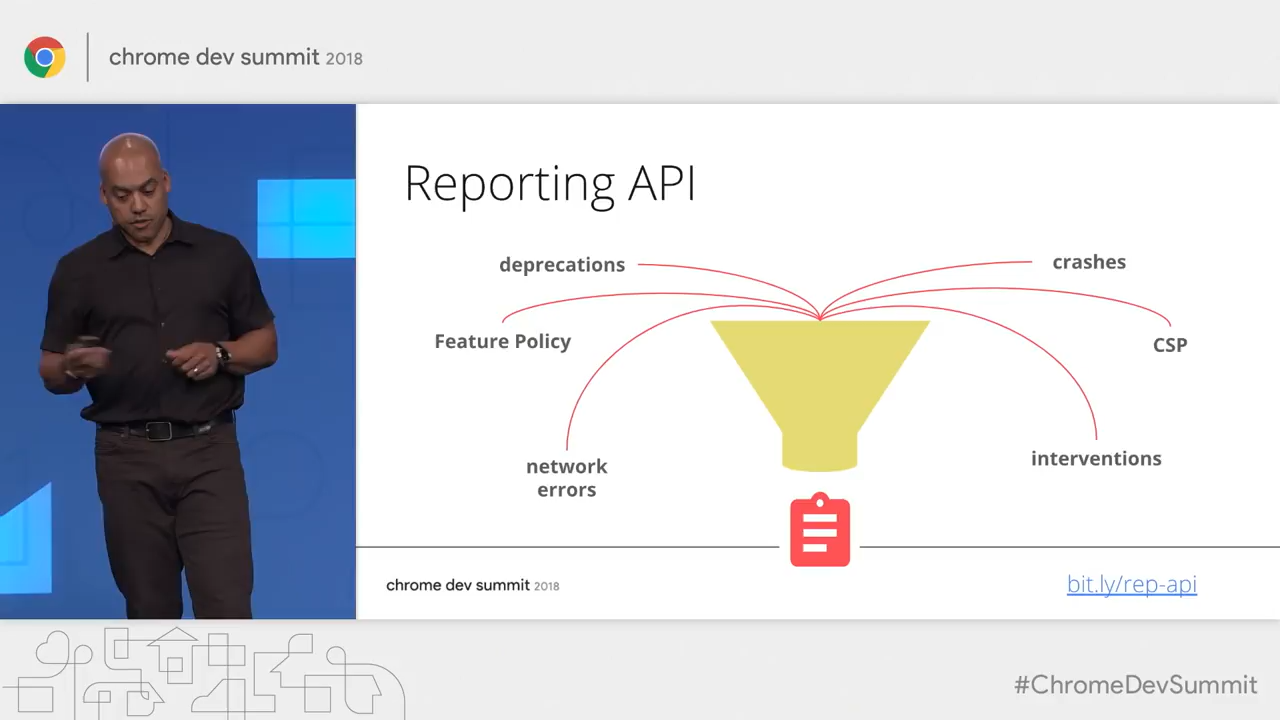 chrome dev summit 2018
Reporting API
deprecations
crashes
Feature Policy
CSP
network
errors
interventions
chrome dev summit 2018
bit.ly/rep-api
#ChromeDevSummit